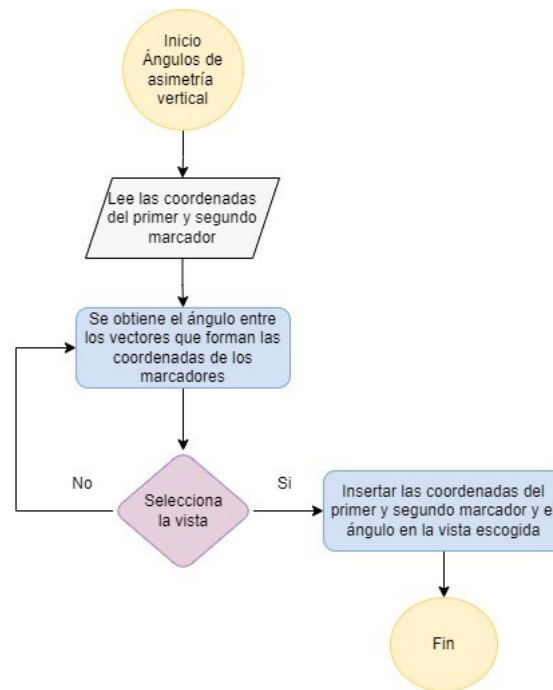 Inicio
Ángulos de
asimetría
vertical
Lee las coordenadas
del primer y segundo
marcador
Se obtiene el ángulo entre
los vectores que forman las
coordenadas de los
marcadores
No
Selecciona
la vista
Si
Insertar las coordenadas del
primer y segundo marcador y e
ángulo en la vista escogida
Fin